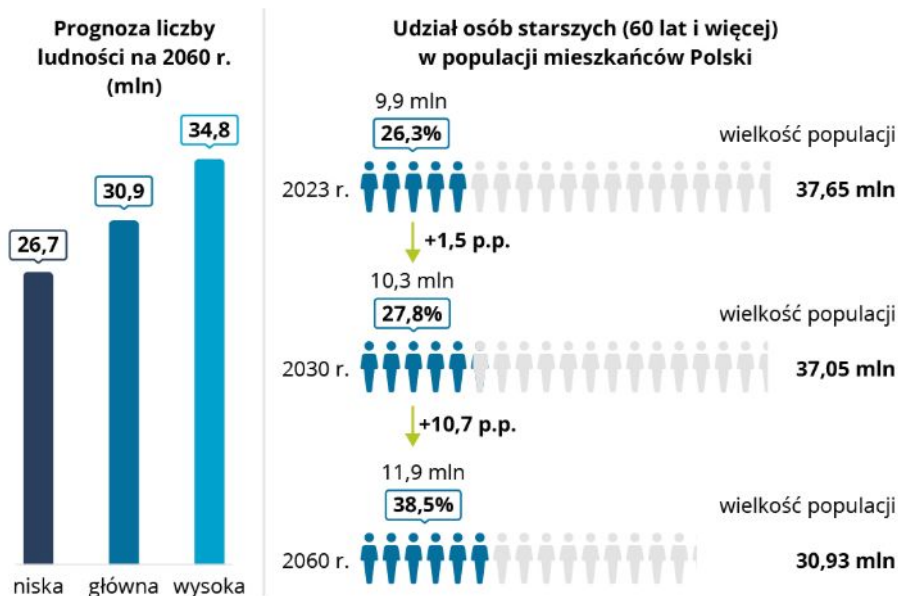 Prognoza liczby
ludności na 2060 r.
(mln)
26,7
30,9
34,8
niska główna wysoka
Udział osób starszych (60 lat i więcej)
w populacji mieszkańców Polski
9,9 mln
26,3%
wielkość populacji
2023 r.
37,65 mln
+1,5 p.p.
10,3 mln
27,8%
wielkość populacji
2030 r.
37,05 mln
+10,7 p.p.
11,9 mln
38,5%
wielkość populacji
2060 r.
30,93 mln